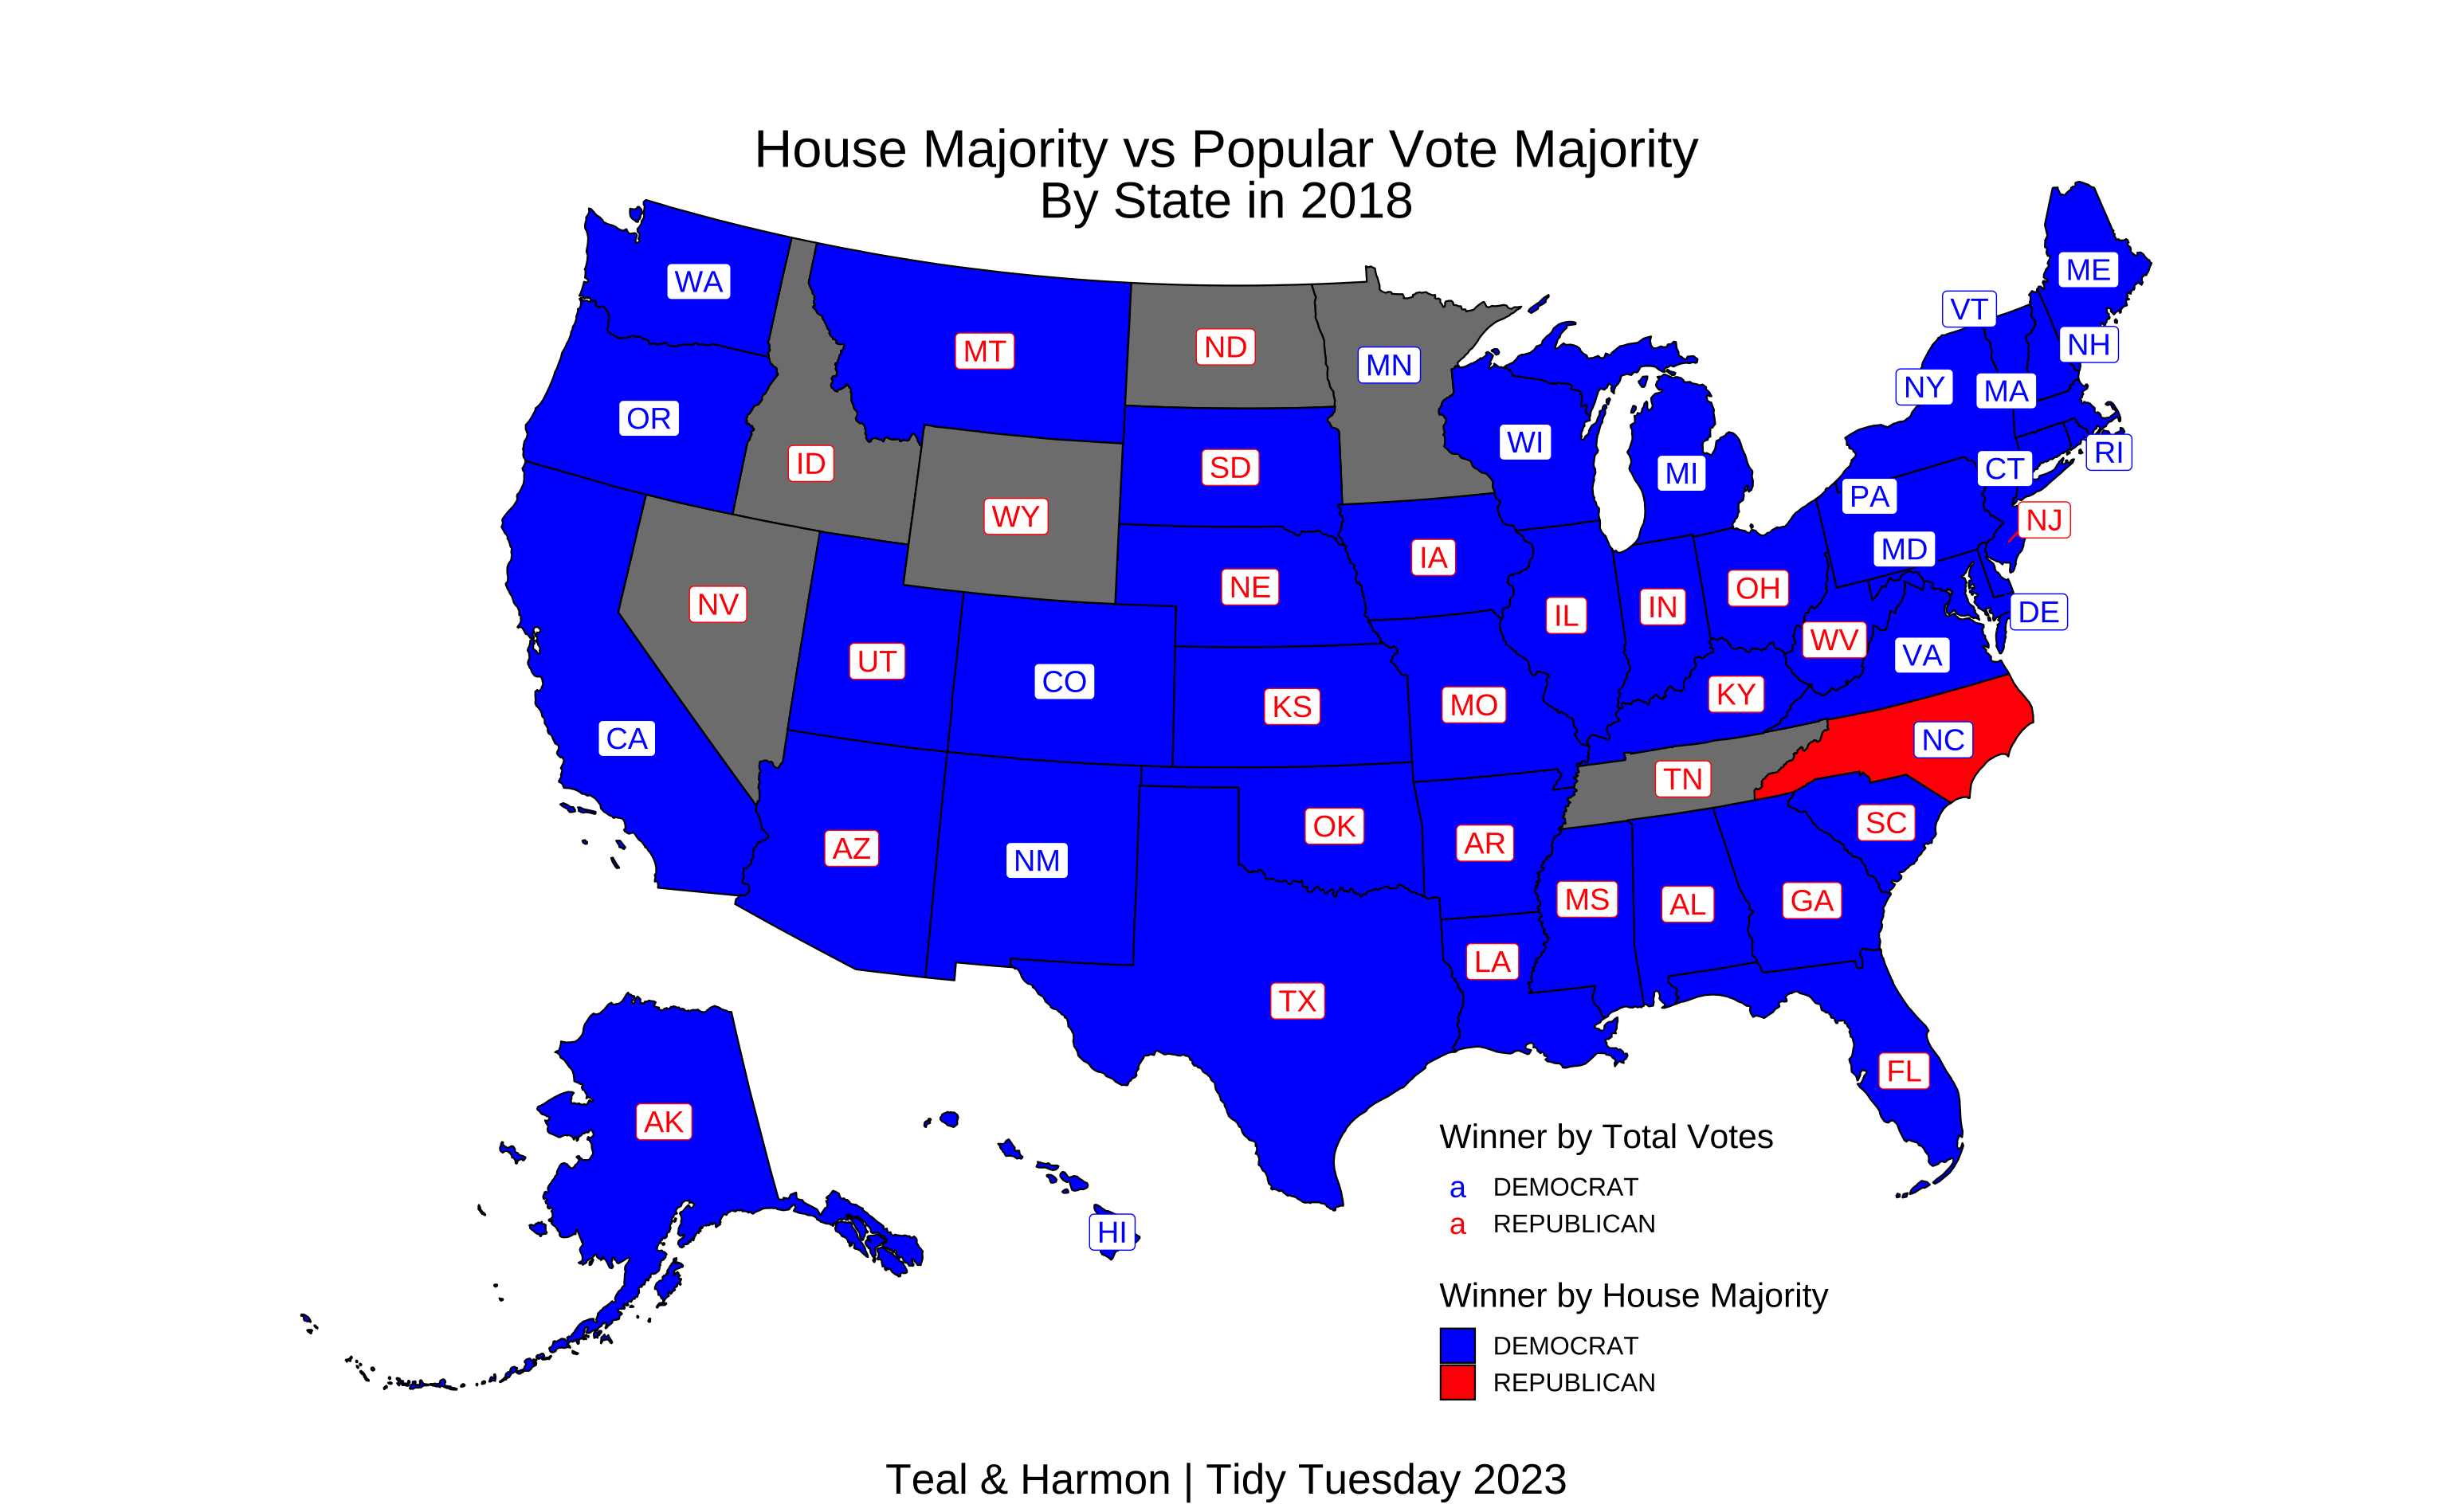 House Majority vs Popular Vote Majority
By State in 2018
WA
ME
VT
MT
ND
NH
MN
NY
MA
OR
WI
RI
ID
SD
CT
MI
PA
WY
NJ
MD
IA
NE
OH
NV
IN
DE
IL
WV
UT
VA
CO
KY
KS
MO
CA
NC
TN
SC
OK
AZ
AR
NM
MS
GA
AL
LA
TX
FL
AK
HI
Winner by Total Votes
a DEMOCRAT
a REPUBLICAN
Winner by House Majority
DEMOCRAT
REPUBLICAN
Teal & Harmon | Tidy Tuesday 2023